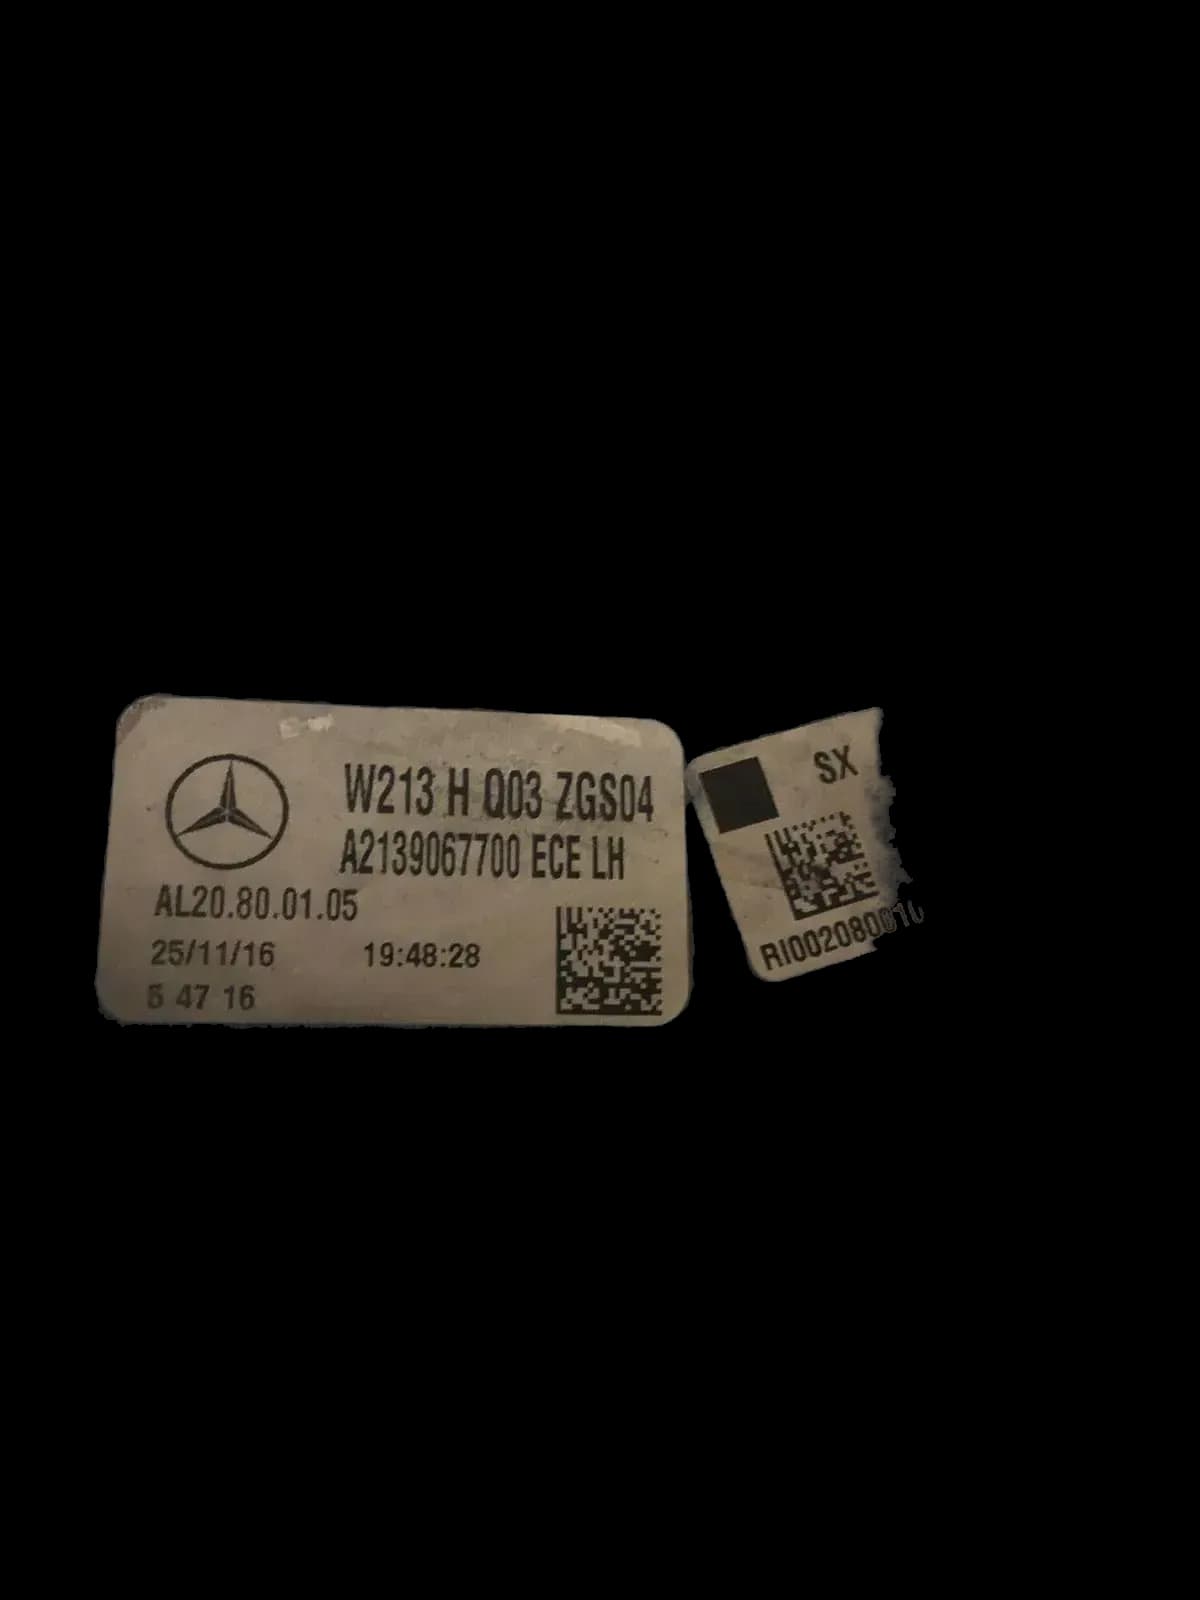 W213 H Q03 ZGS04
A2139067700 ECE LH
AL20.80.01.05
25/11/16 19:48:28
5 47 16
SX
RI0020800010